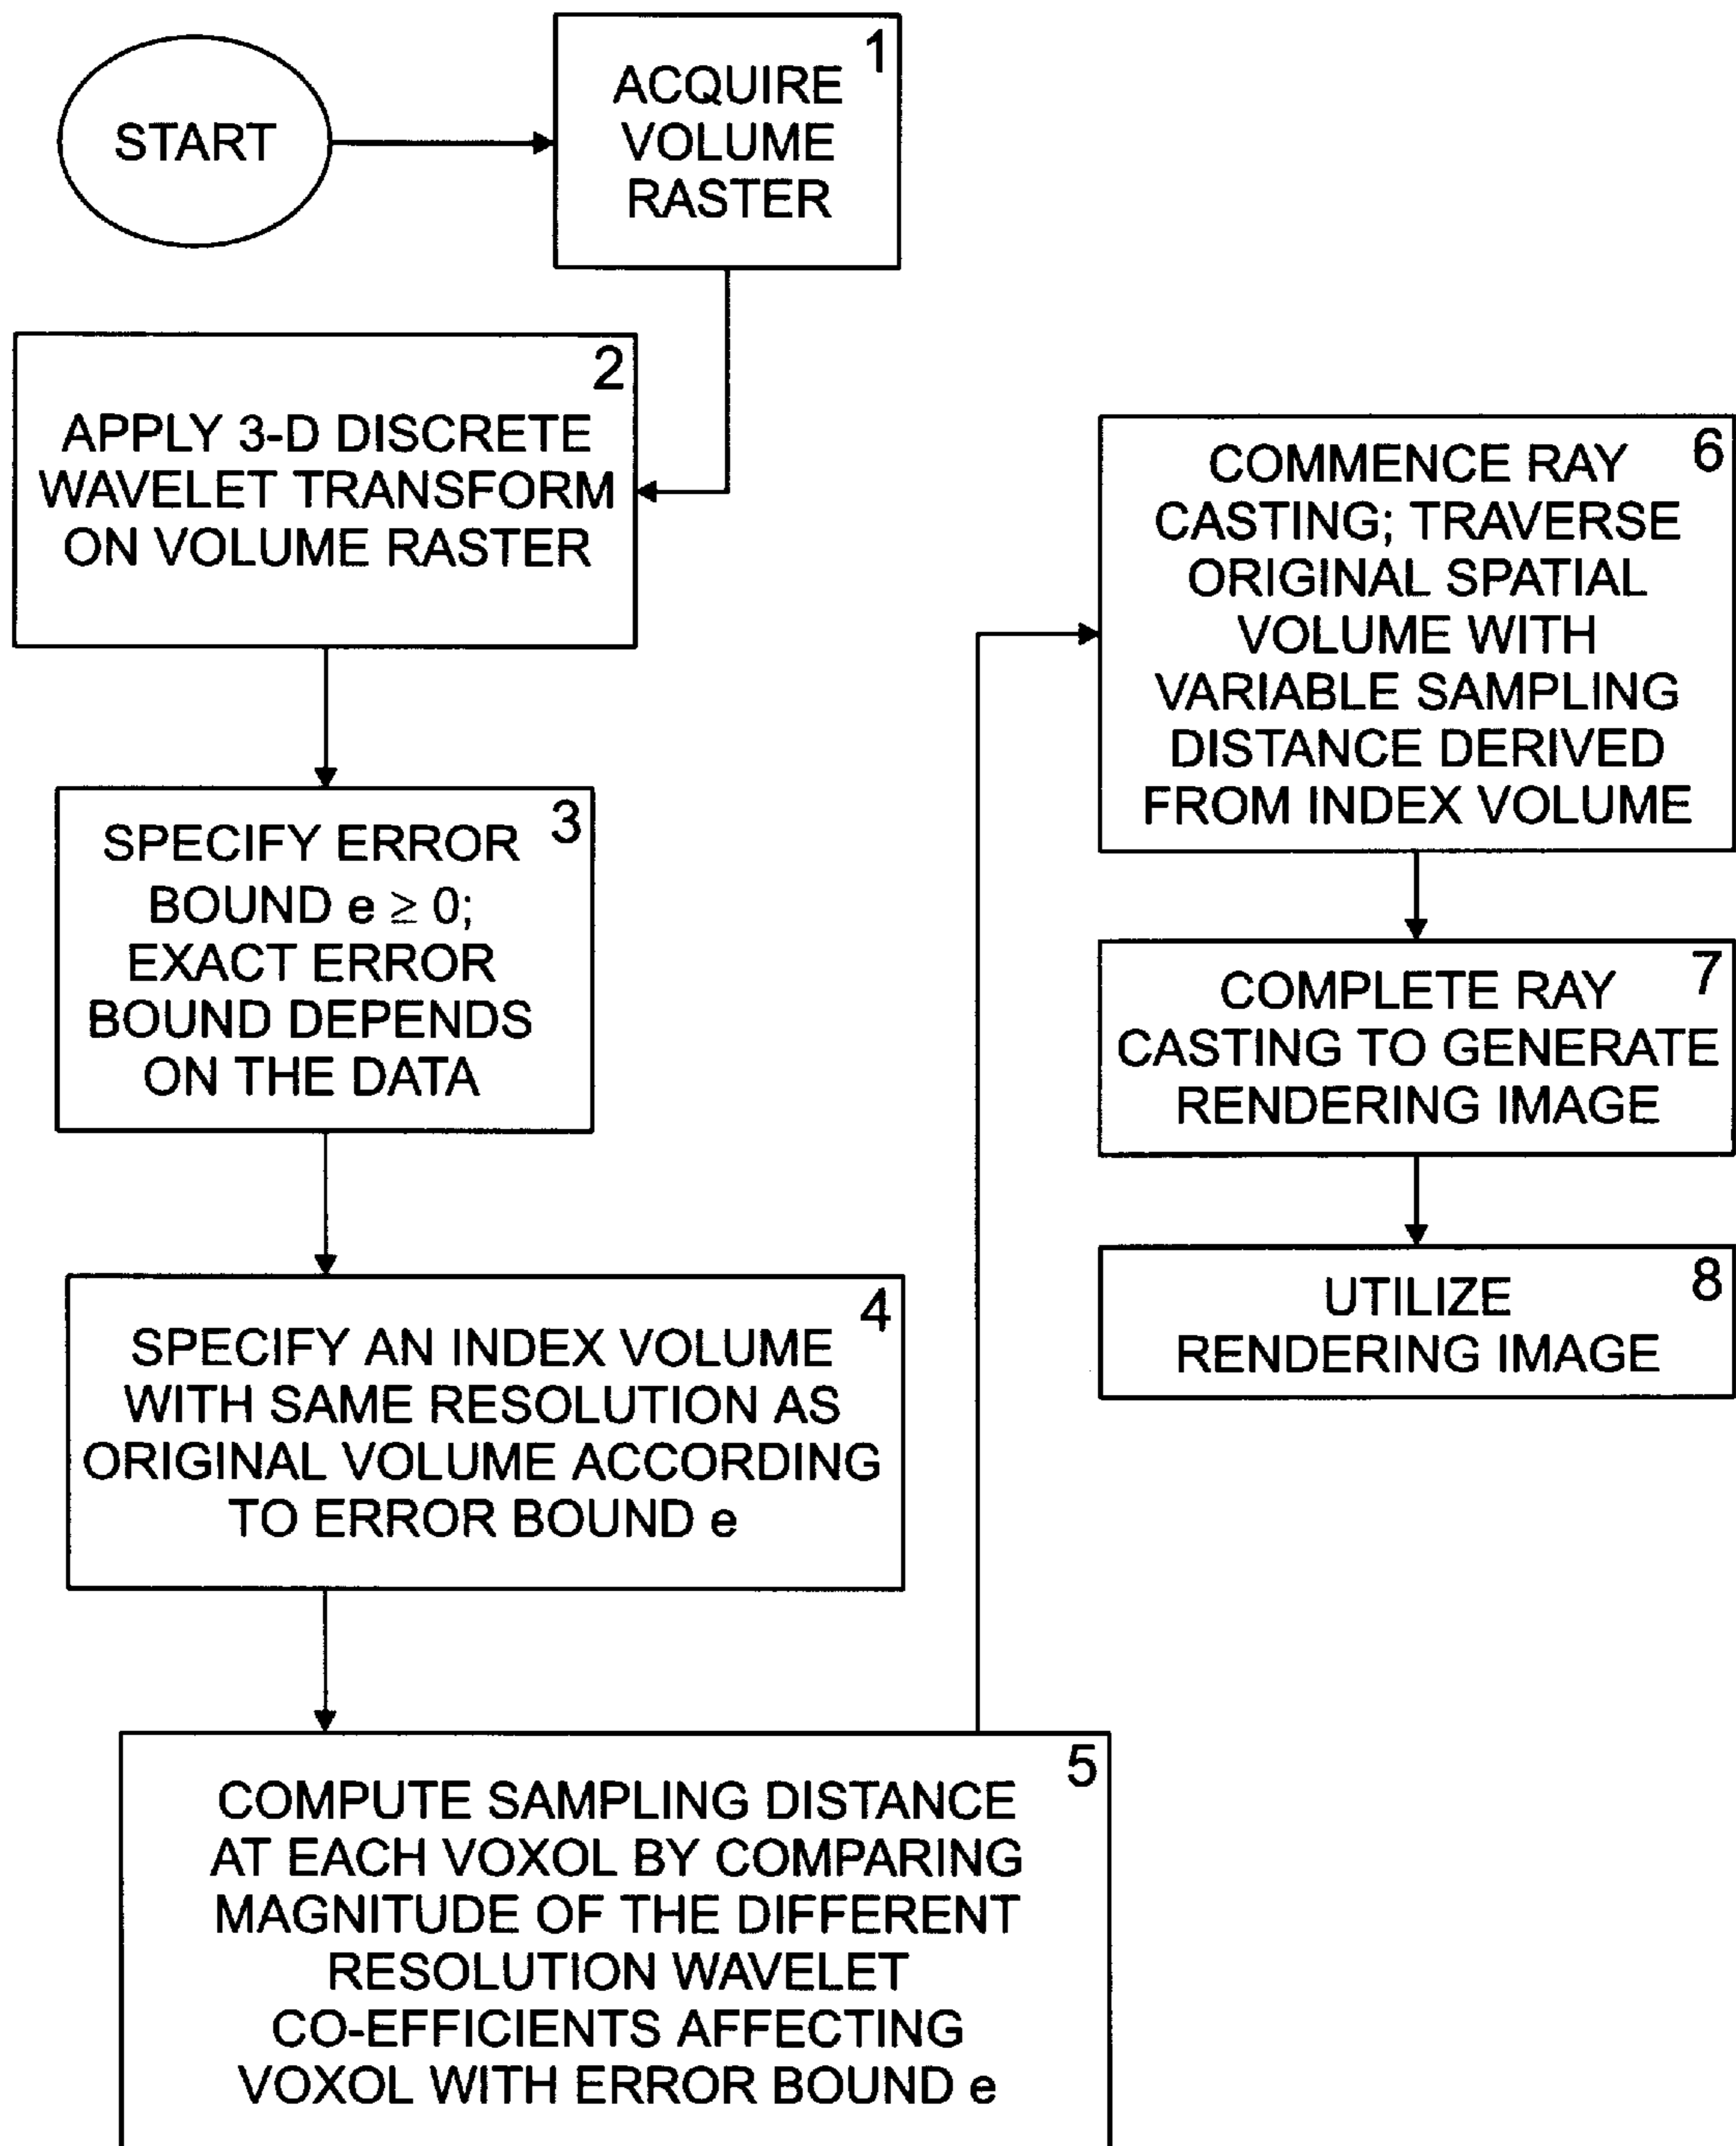 START
1
ACQUIRE
VOLUME
RASTER
2
APPLY 3-D DISCRETE
WAVELET TRANSFORM
ON VOLUME RASTER
3
SPECIFY ERROR
BOUND e ≥ 0;
EXACT ERROR
BOUND DEPENDS
ON THE DATA
4
SPECIFY AN INDEX VOLUME
WITH SAME RESOLUTION AS
ORIGINAL VOLUME ACCORDING
TO ERROR BOUND e
5
COMPUTE SAMPLING DISTANCE
AT EACH VOXOL BY COMPARING
MAGNITUDE OF THE DIFFERENT
RESOLUTION WAVELET
CO-EFFICIENTS AFFECTING
VOXOL WITH ERROR BOUND e
6
COMMENCE RAY
CASTING; TRAVERSE
ORIGINAL SPATIAL
VOLUME WITH
VARIABLE SAMPLING
DISTANCE DERIVED
FROM INDEX VOLUME
7
COMPLETE RAY
CASTING TO GENERATE
RENDERING IMAGE
8
UTILIZE
RENDERING IMAGE